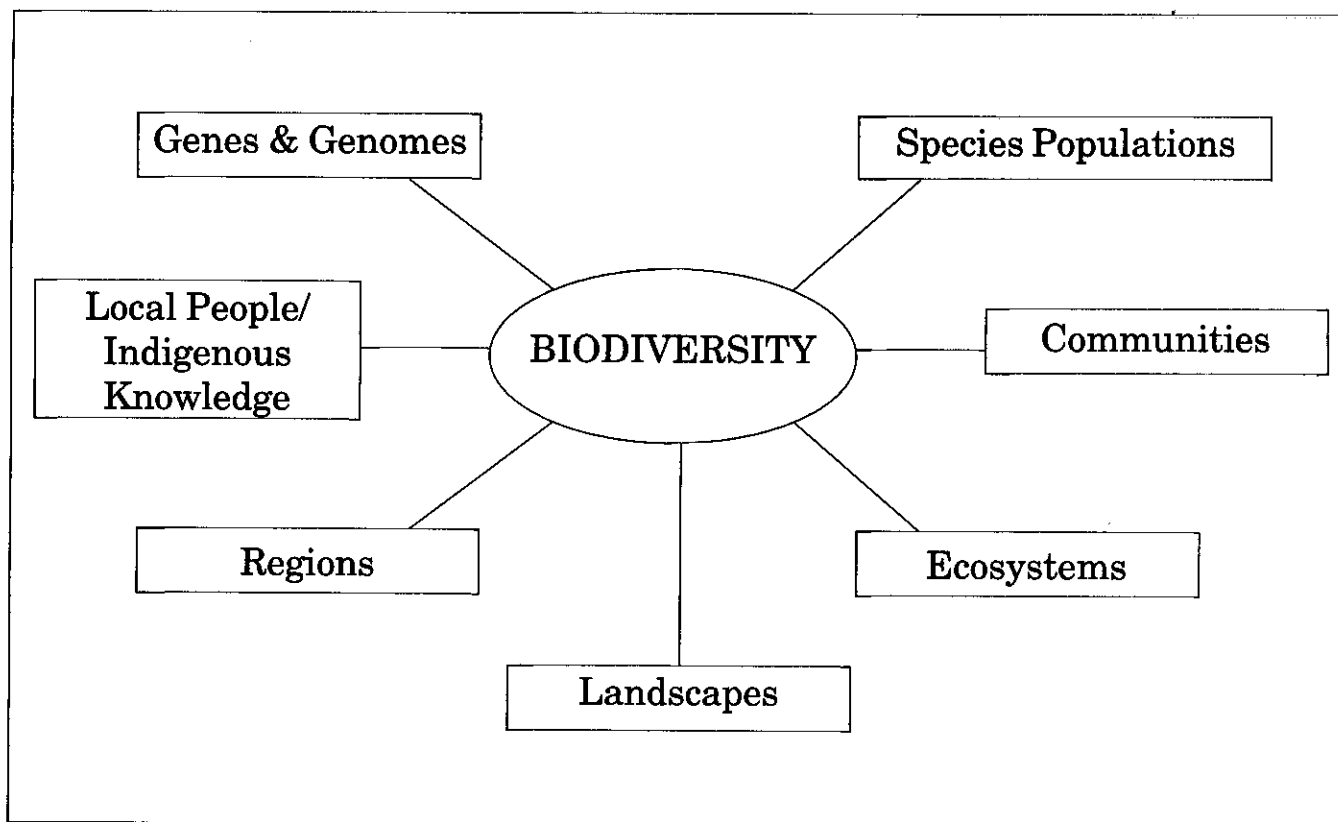 Genes & Genomes
Species Populations
Local People/
Indigenous
Knowledge
BIODIVERSITY
Communities
Regions
Ecosystems
Landscapes